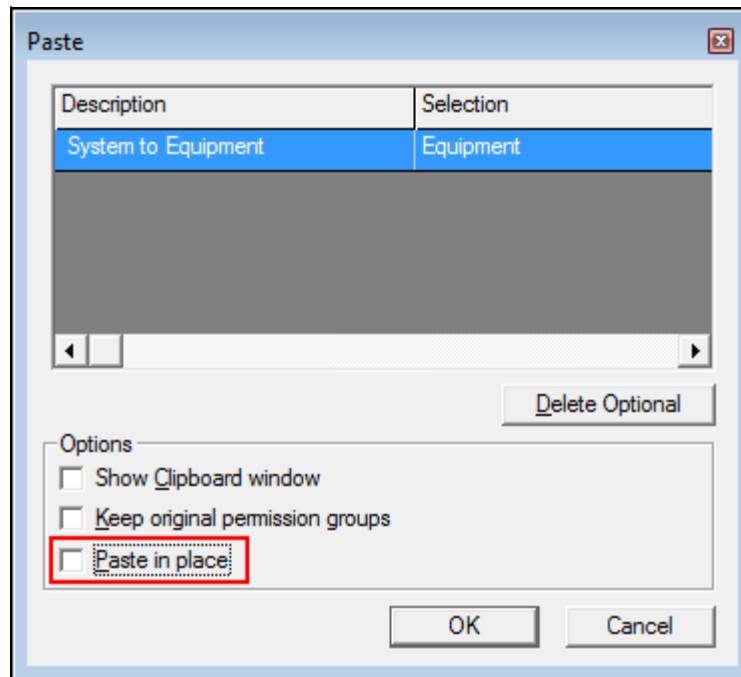 Paste
Description Selection
System to Equipment Equipment
Delete Optional
Options
Show Clipboard window
Keep original permission groups
Paste in place
OK Cancel